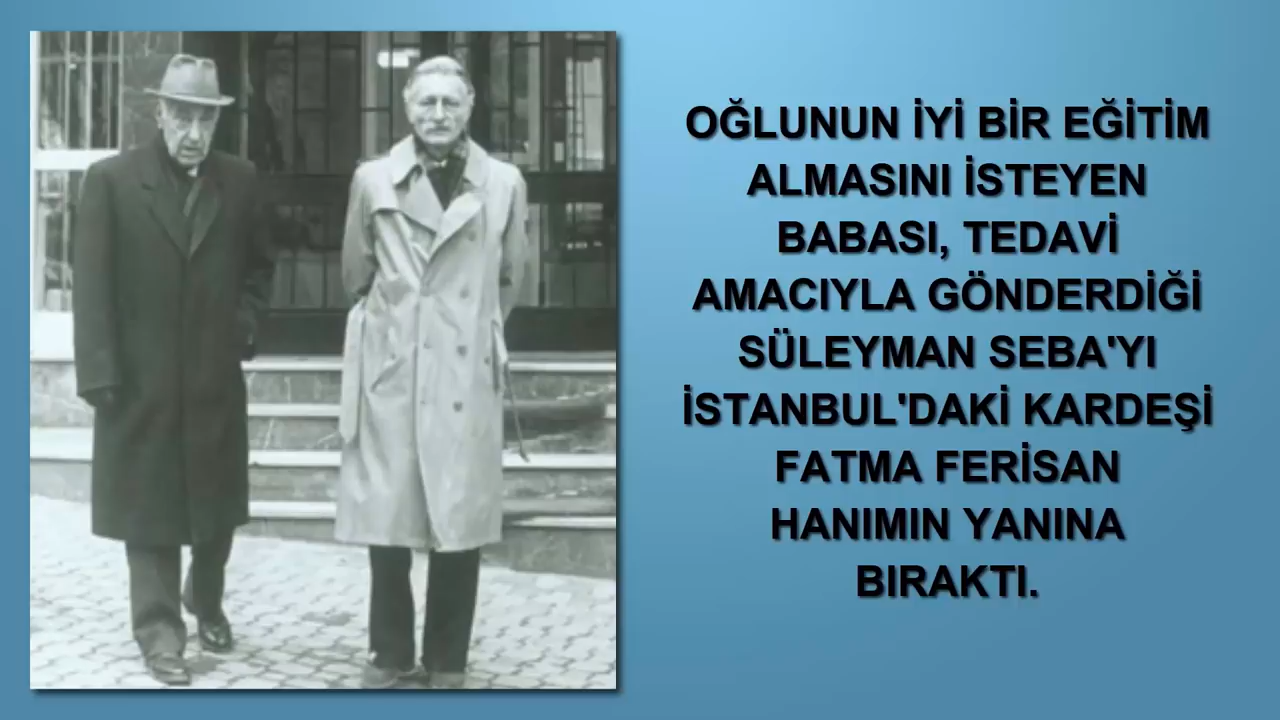 OĞLUNUN İYİ BİR EĞİTİM
ALMASINI İSTEYEN
BABASI, TEDAVİ
AMACIYLA GÖNDERDİĞİ
SÜLEYMAN SEBA'YI
İSTANBUL'DAKİ KARDEŞİ
FATMA FERİSAN
HANIMIN YANINA
BIRAKTI.